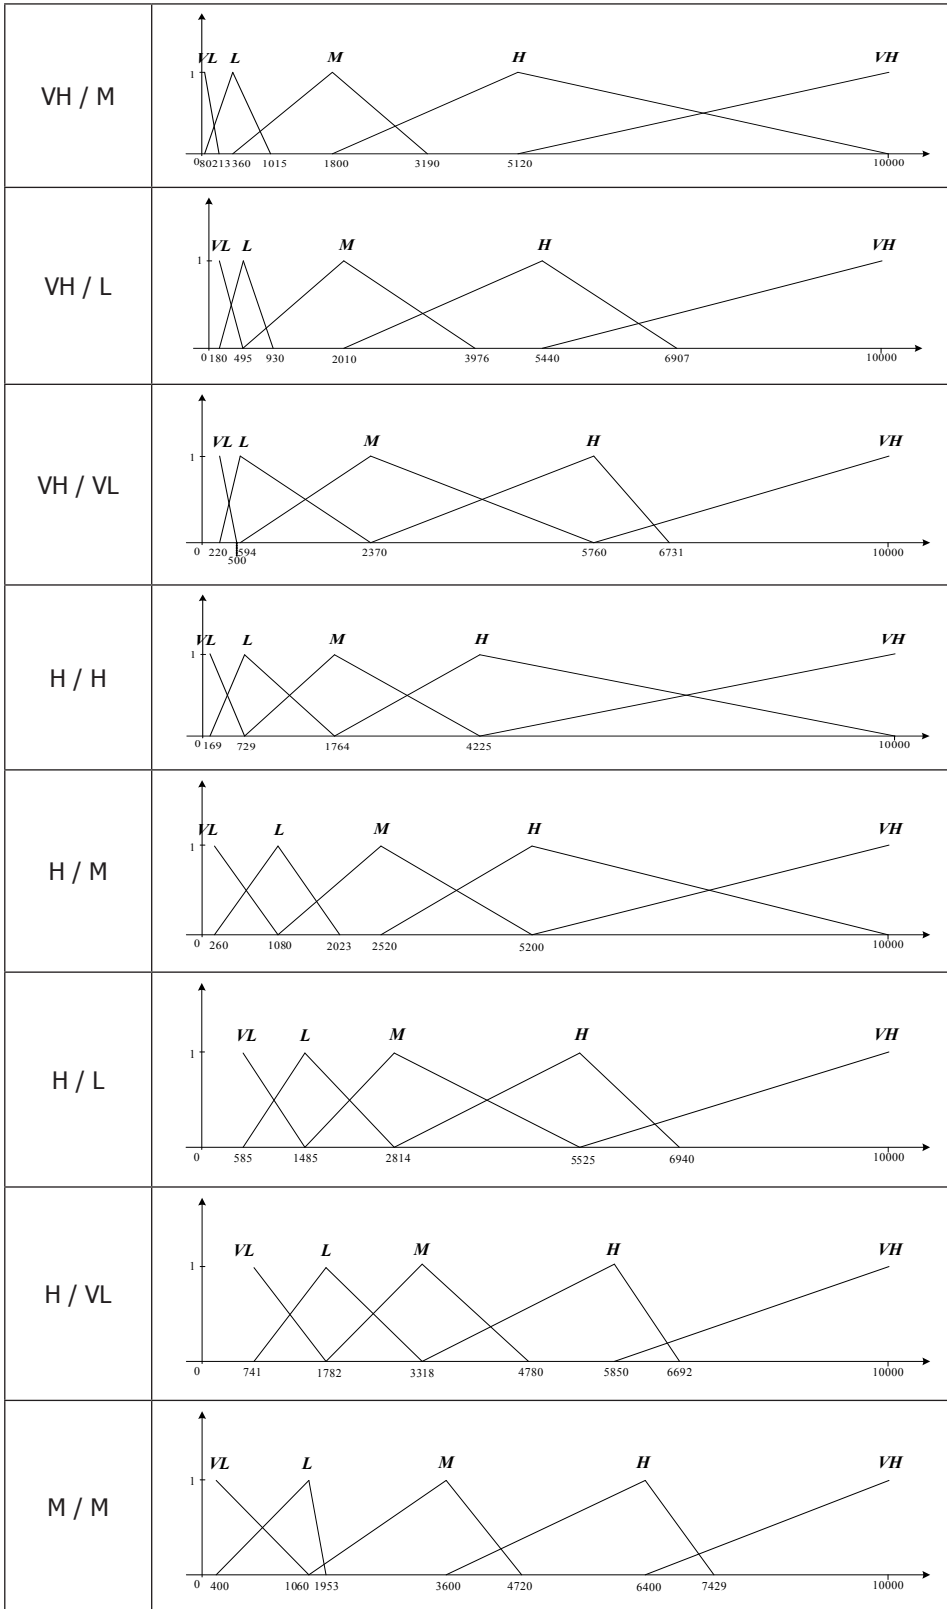 VH / M
VL L M H VH
1
0 80 213 360 1015 1800 3190 5120 10000
VH / L
VL L M H VH
1
0 180 495 930 2010 3976 5440 6907 10000
VH / VL
VL L M H VH
1
0 220 594 2370 5760 6731 10000
500
H / H
VL L M H VH
1
0 169 729 1764 4225 10000
H / M
VL L M H VH
1
0 260 1080 2023 2520 5200 10000
H / L
VL L M H VH
1
0 585 1485 2814 5525 6940 10000
H / VL
VL L M H VH
1
0 741 1782 3318 4780 5850 6692 10000
M / M
VL L M H VH
1
0 400 1060 1953 3600 4720 6400 7429 10000